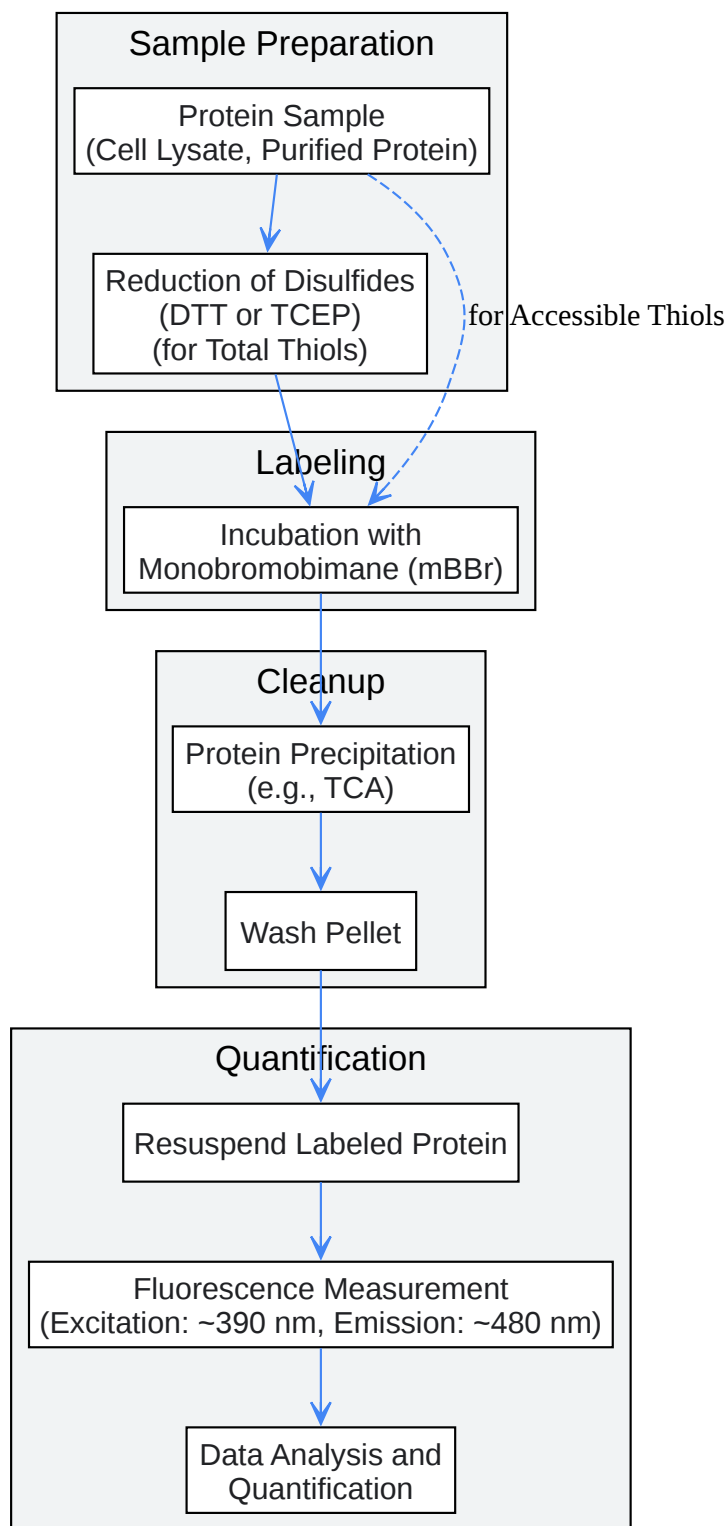 Sample Preparation
Protein Sample
(Cell Lysate, Purified Protein)
Reduction of Disulfides
(DTT or TCEP)
(for Total Thiols)
for Accessible Thiols
Labeling
Incubation with
Monobromobimane (mBBr)
Cleanup
Protein Precipitation
(e.g., TCA)
Wash Pellet
Quantification
Resuspend Labeled Protein
Fluorescence Measurement
(Excitation: ~390 nm, Emission: ~480 nm)
Data Analysis and
Quantification